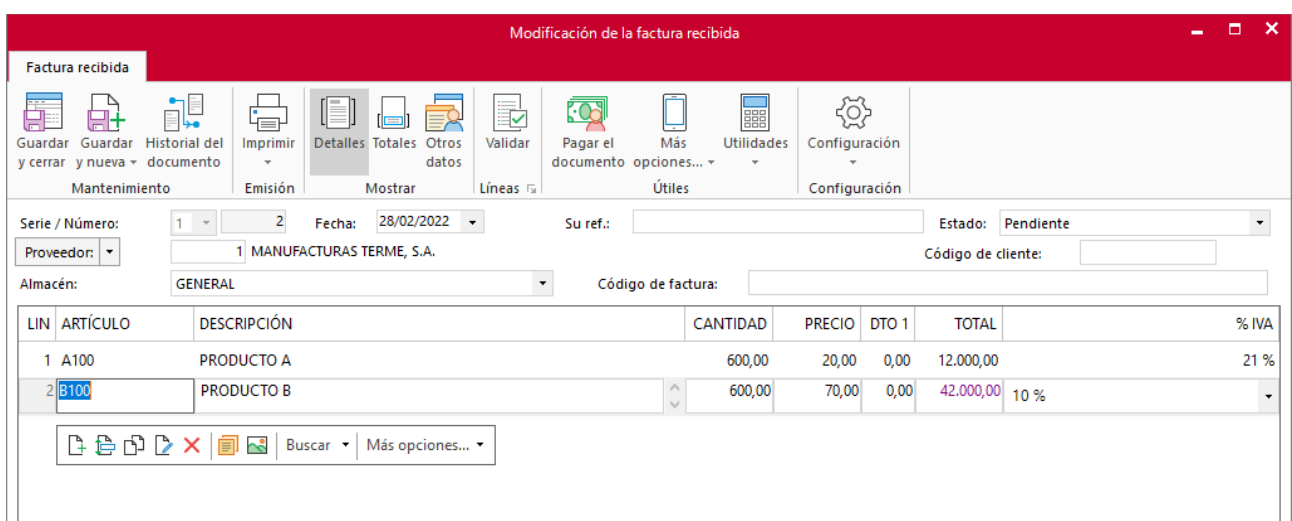 Modificación de la factura recibida
Factura recibida
Guardar y cerrar
Guardar y nueva
Historial del documento
Imprimir
Detalles
Totales
Otros datos
Validar
Pagar el documento
Más opciones...
Utilidades
Configuración
Mantenimiento Emisión Mostrar Líneas Útiles Configuración
Serie / Número: 1 2 Fecha: 28/02/2022 Su ref.: Estado: Pendiente
Proveedor: 1 MANUFACTURAS TERME, S.A. Código de cliente:
Almacén: GENERAL Código de factura:
LIN ARTÍCULO DESCRIPCIÓN CANTIDAD PRECIO DTO 1 TOTAL % IVA
1 A100 PRODUCTO A 600,00 20,00 0,00 12.000,00 21 %
2 B100 PRODUCTO B 600,00 70,00 0,00 42.000,00 10 %
Buscar Más opciones...